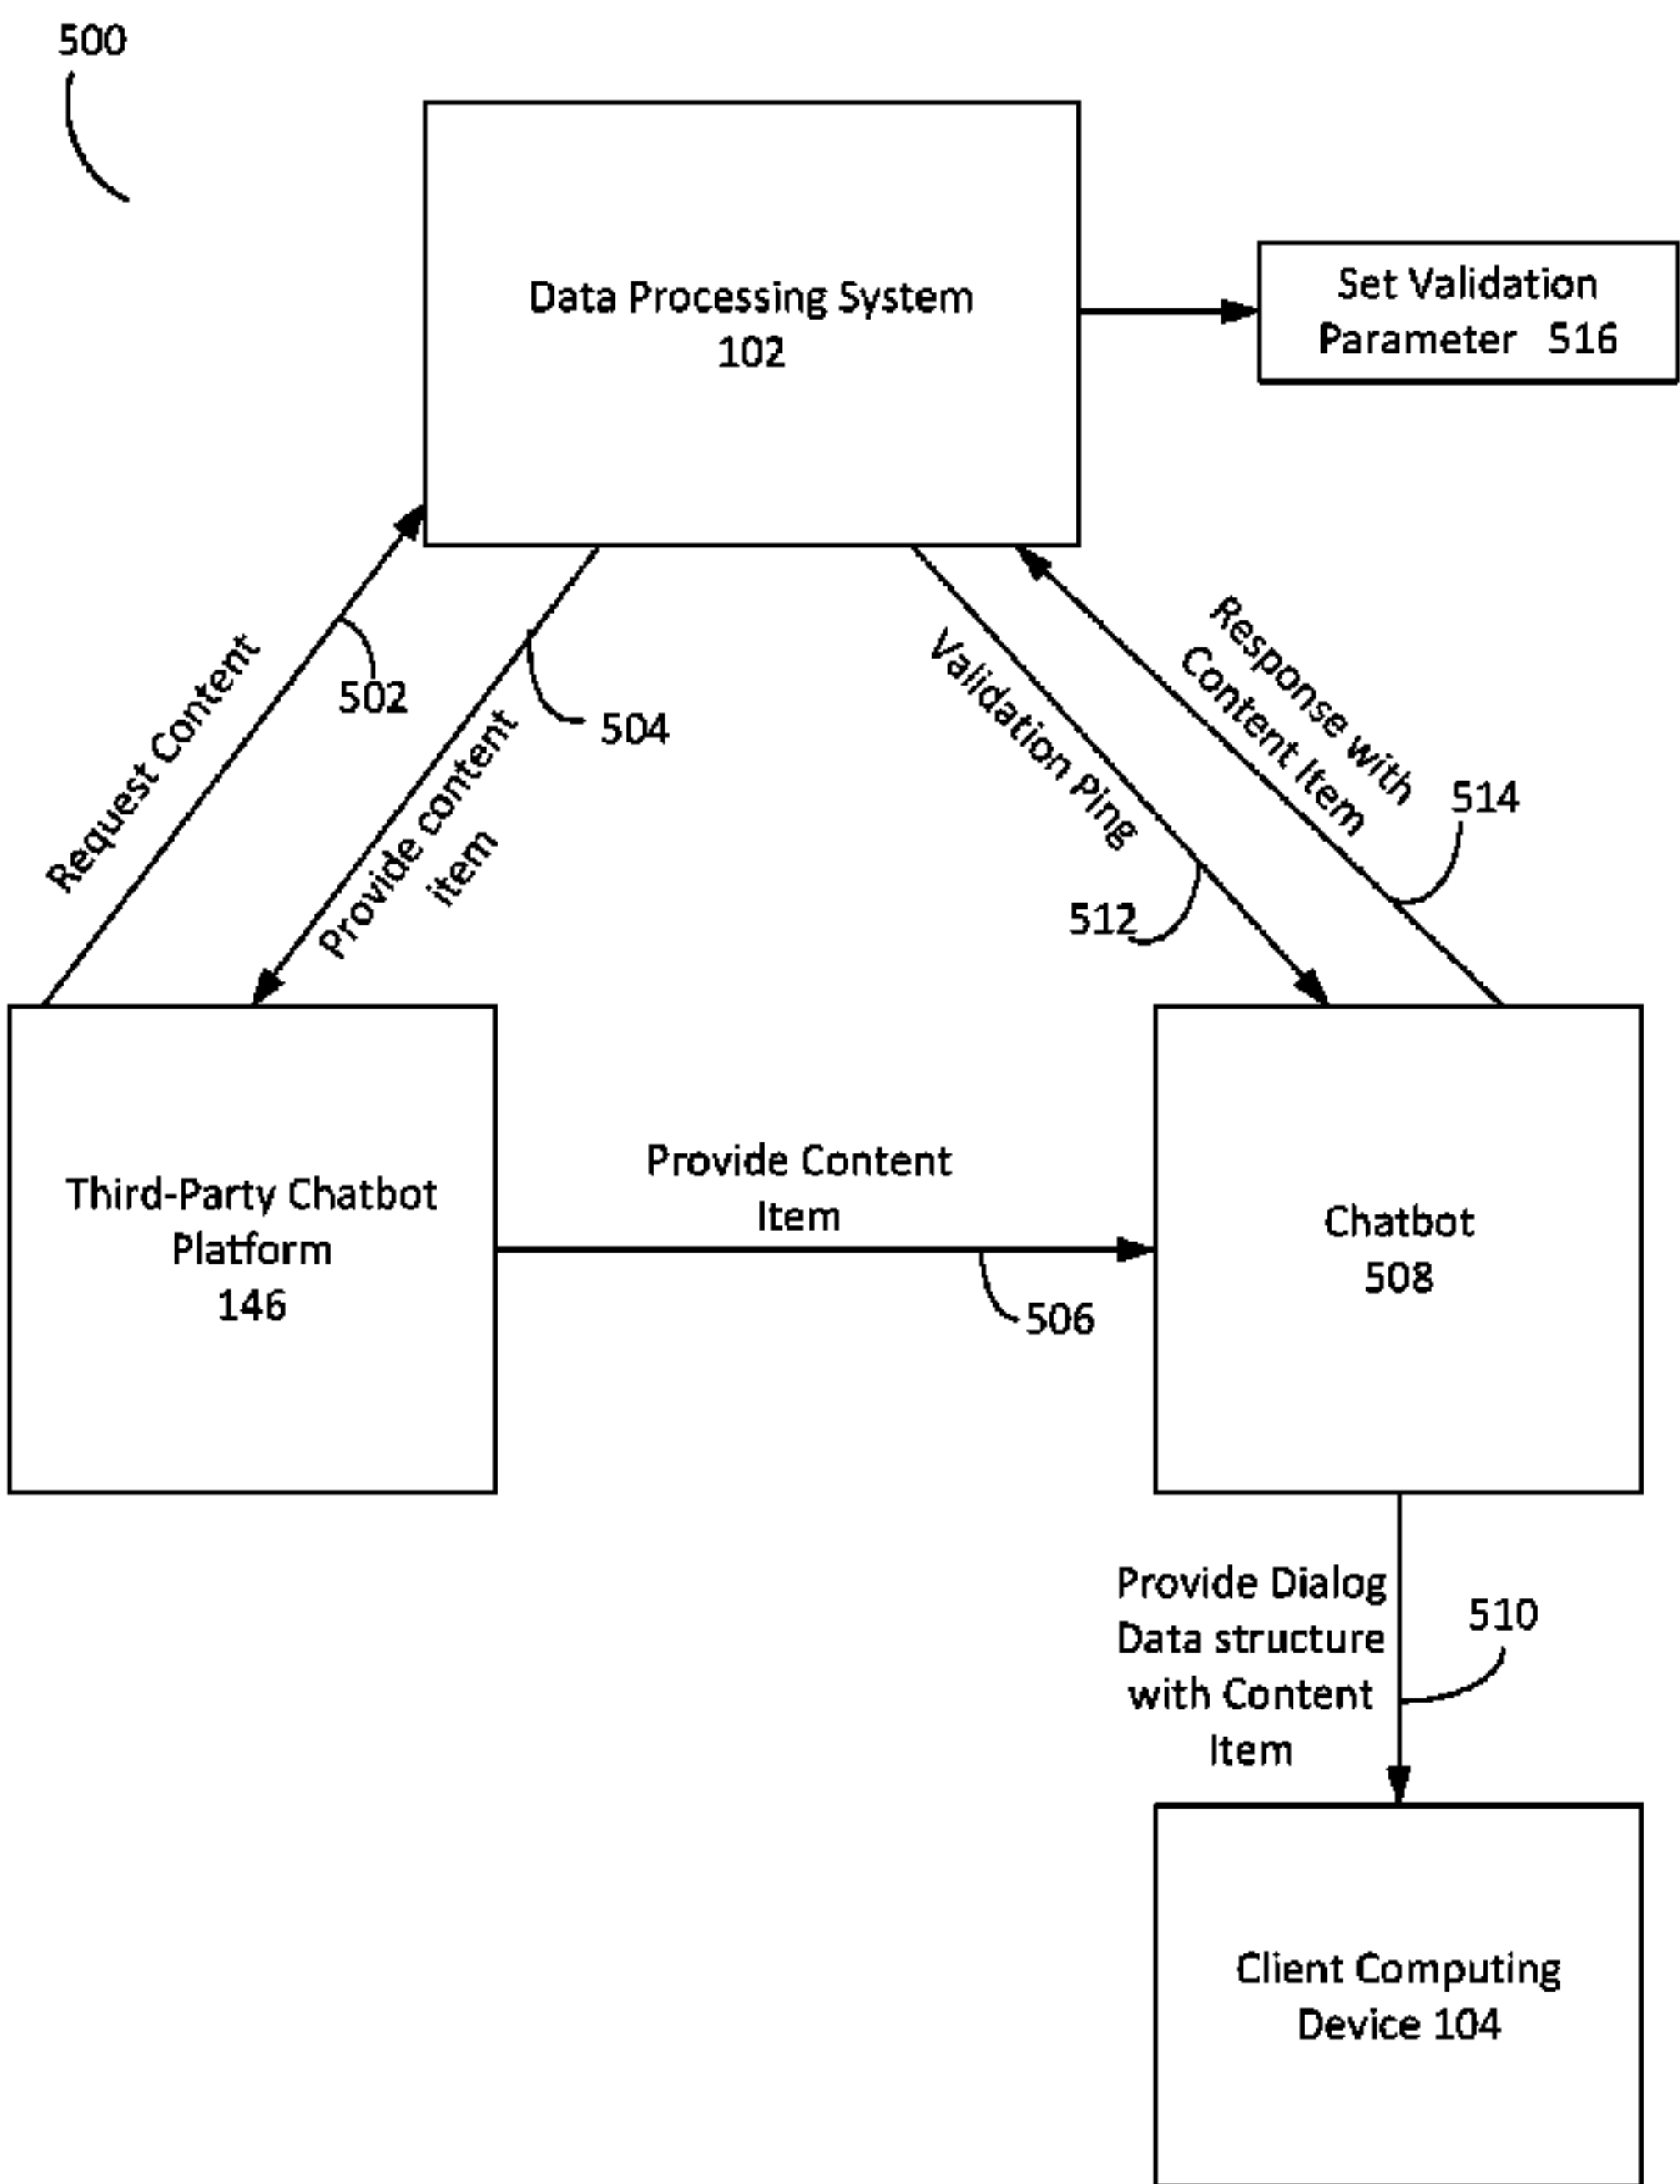 500
Data Processing System
102
Set Validation
Parameter 516
Request Content
502
Provide content
item
504
Validation Ping
512
Response with
Content Item
514
Third-Party Chatbot
Platform
146
Provide Content
Item
506
Chatbot
508
Provide Dialog
Data structure
with Content
Item
510
Client Computing
Device 104